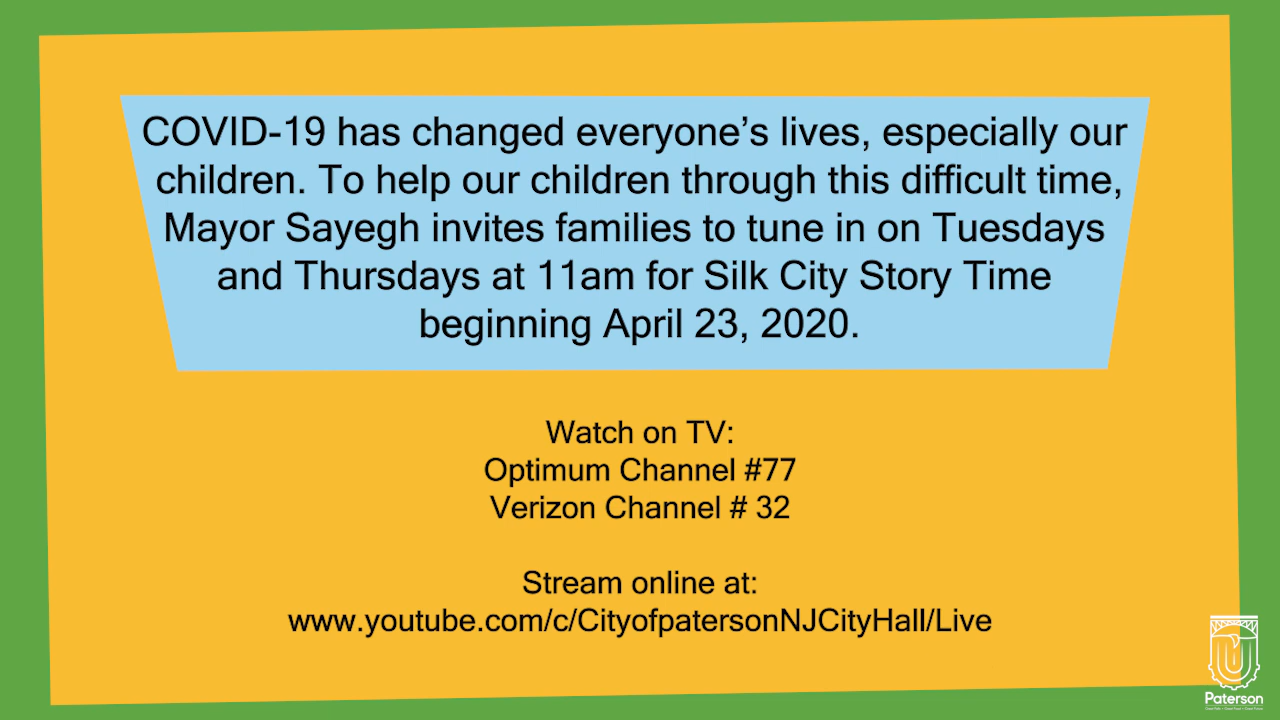 COVID-19 has changed everyone's lives, especially our
children. To help our children through this difficult time,
Mayor Sayegh invites families to tune in on Tuesdays
and Thursdays at 11am for Silk City Story Time
beginning April 23, 2020.
Watch on TV:
Optimum Channel #77
Verizon Channel # 32
Stream online at:
www.youtube.com/c/CityofpatersonNJCityHall/Live
Paterson